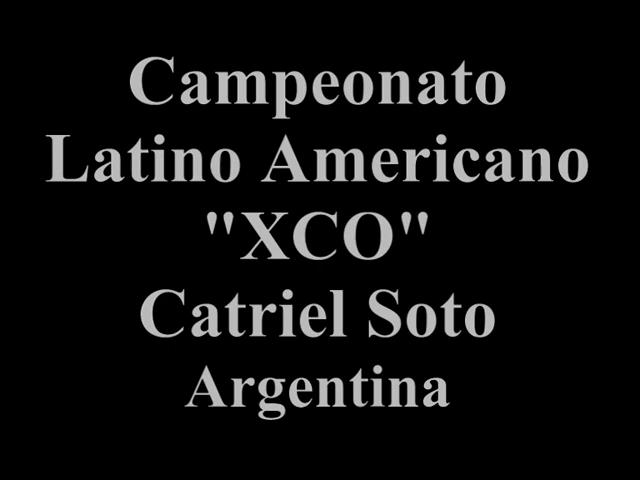 Campeonato
Latino Americano
"XCO"
Catriel Soto
Argentina